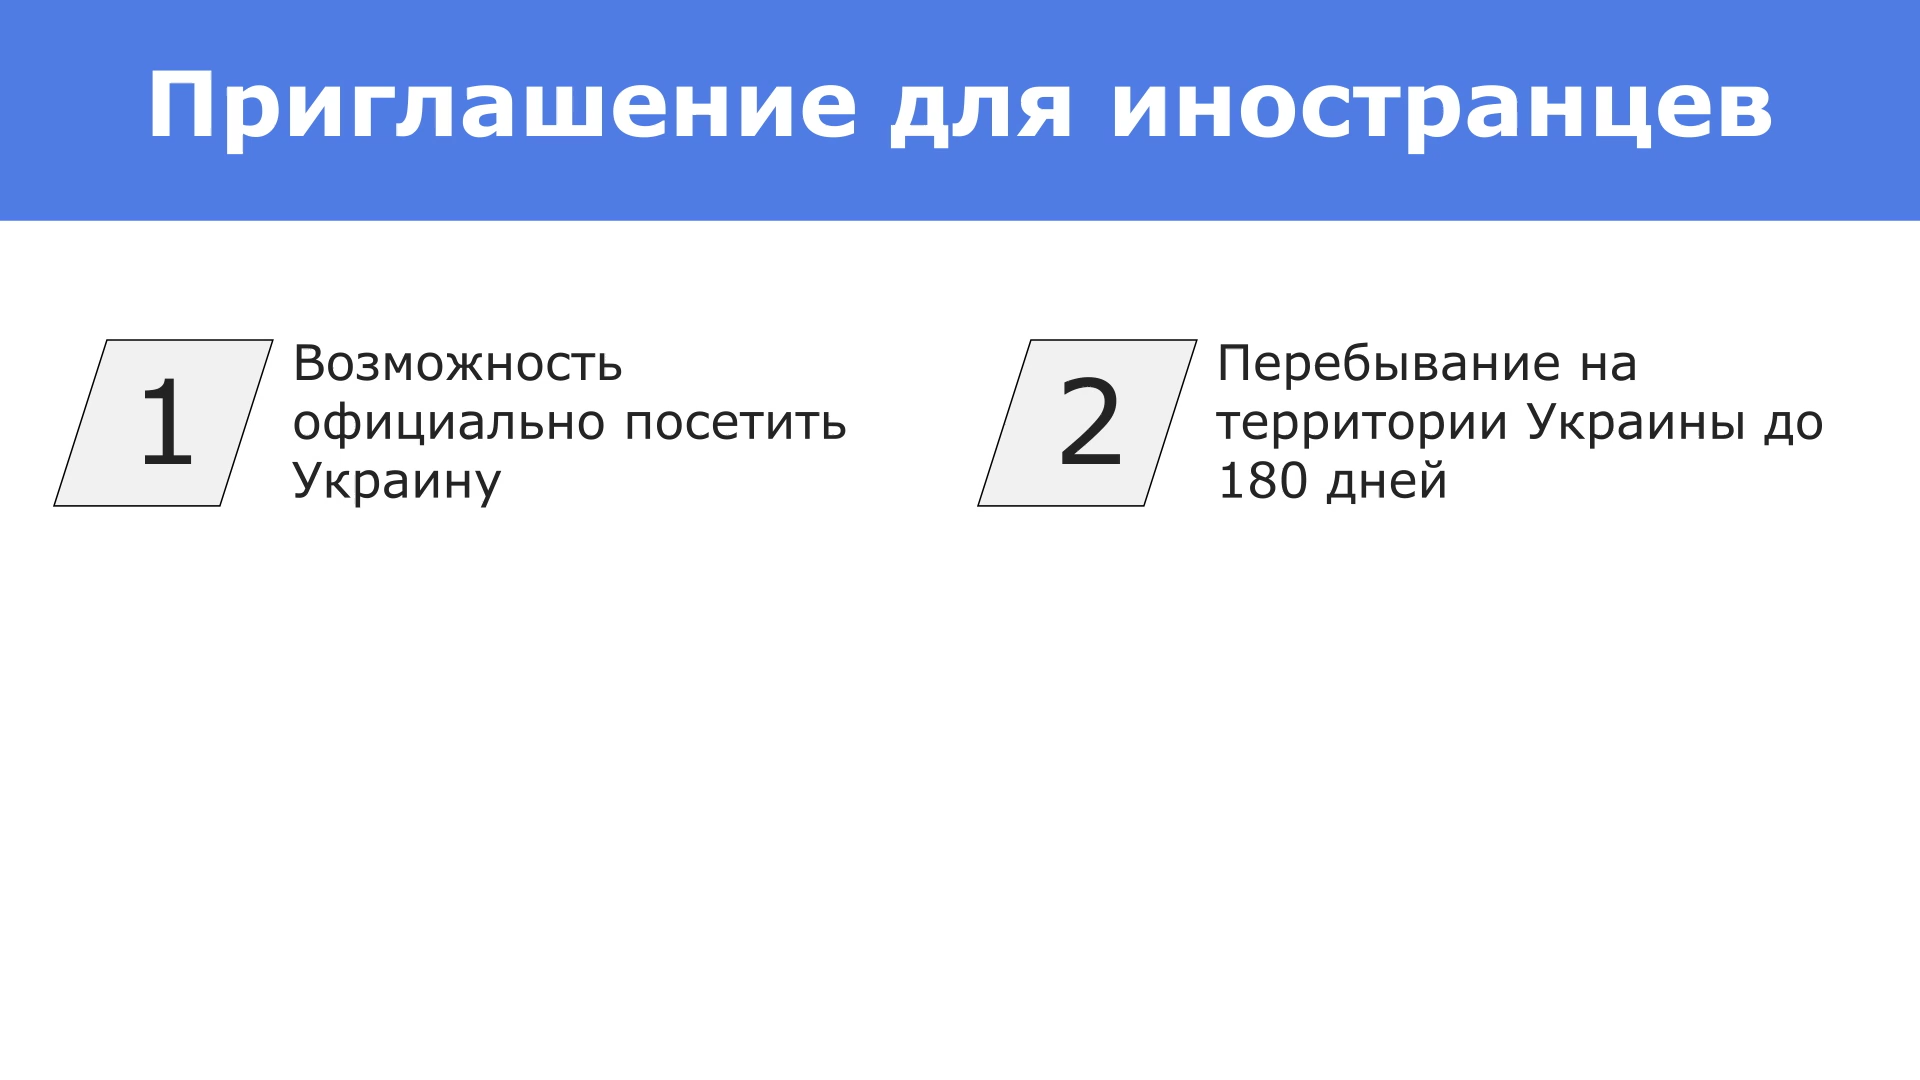 Приглашение для иностранцев
1
Возможность
официально посетить
Украину
2
Перебывание на
территории Украины до
180 дней